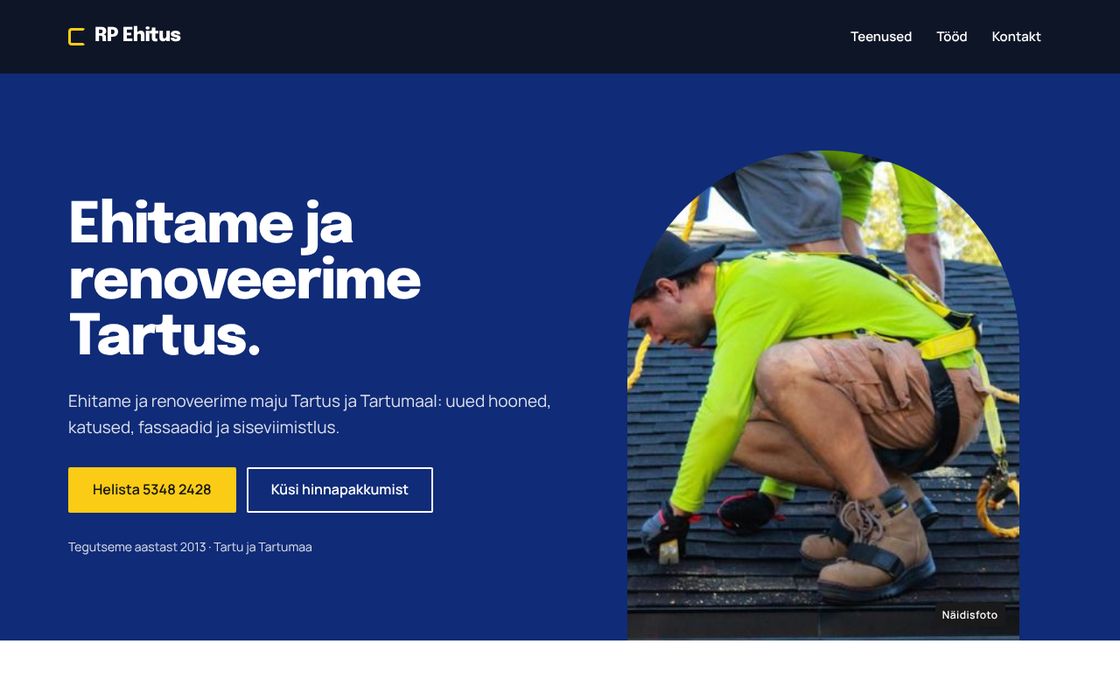 RP Ehitus
Teenused Tööd Kontakt
Ehitame ja
renoveerime
Tartus.
Ehitame ja renoveerime maju Tartus ja Tartumaal: uued hooned,
katused, fassaadid ja siseviimistlus.
Helista 5348 2428 Küsi hinnapakkumist
Tegutseme aastast 2013 · Tartu ja Tartumaa
Näidisfoto